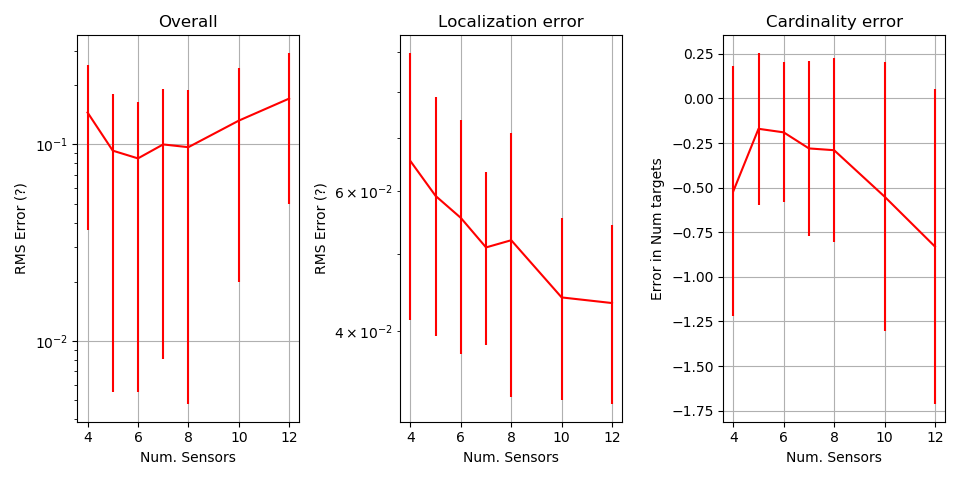 Overall
RMS Error (?)
10⁻¹
10⁻²
4 6 8 10 12
Num. Sensors
Localization error
RMS Error (?)
6 × 10⁻²
4 × 10⁻²
4 6 8 10 12
Num. Sensors
Cardinality error
Error in Num targets
0.25
0.00
−0.25
−0.50
−0.75
−1.00
−1.25
−1.50
−1.75
4 6 8 10 12
Num. Sensors